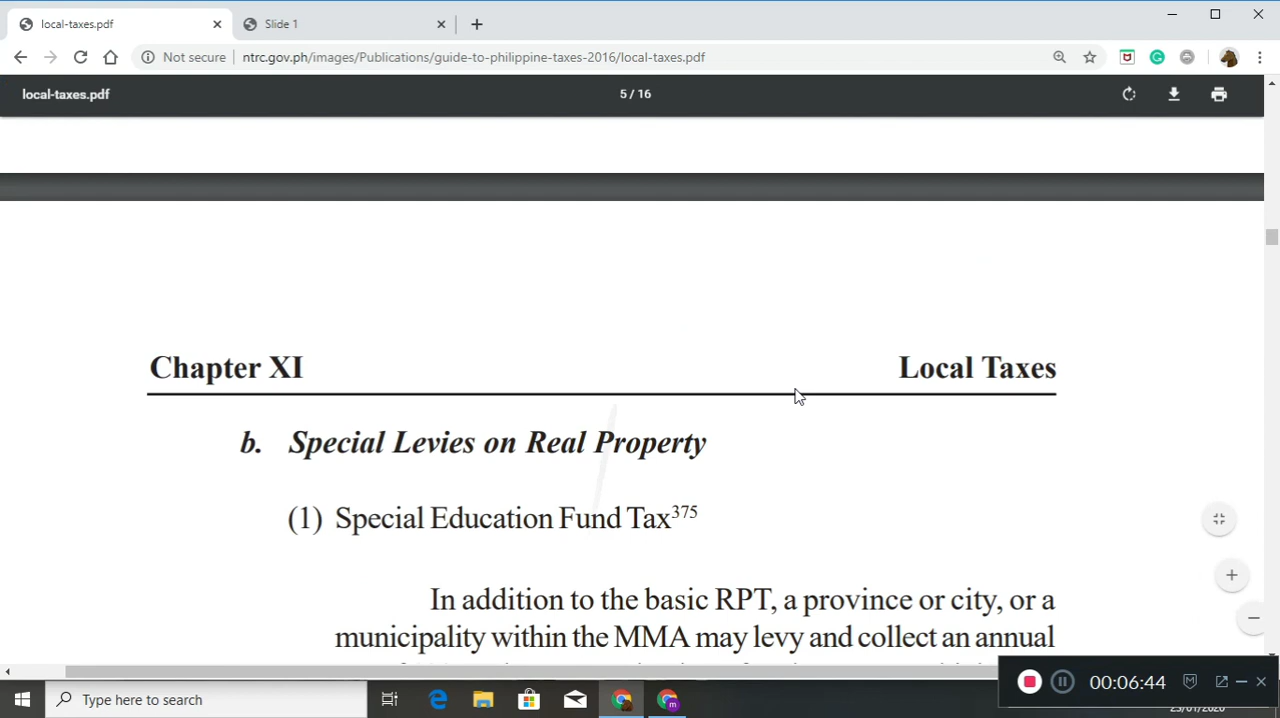 local-taxes.pdf
Slide 1
Not secure
ntrc.gov.ph/images/Publications/guide-to-philippine-taxes-2016/local-taxes.pdf
local-taxes.pdf
5 / 16
Chapter XI
Local Taxes
b. Special Levies on Real Property
(1) Special Education Fund Tax375
In addition to the basic RPT, a province or city, or a
municipality within the MMA may levy and collect an annual
Type here to search
00:06:44
23/01/2020